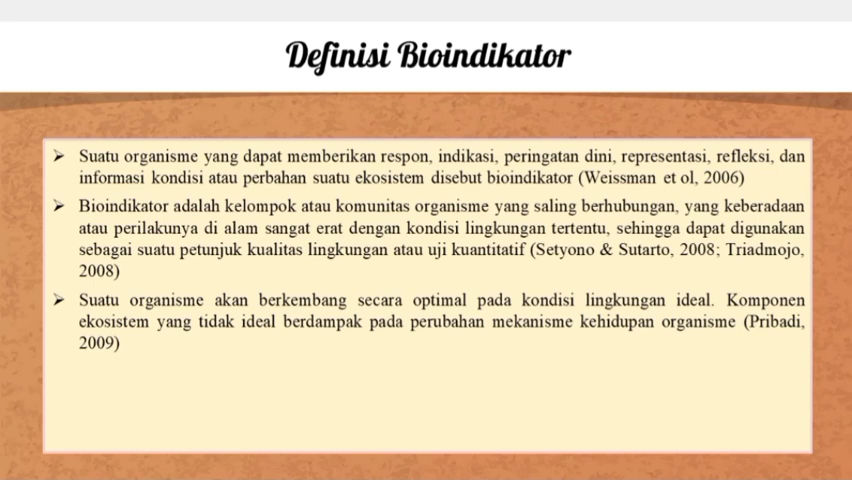 Definisi Bioindikator
➢ Suatu organisme yang dapat memberikan respon, indikasi, peringatan dini, representasi, refleksi, dan
informasi kondisi atau perbahan suatu ekosistem disebut bioindikator (Weissman et ol, 2006)
➢ Bioindikator adalah kelompok atau komunitas organisme yang saling berhubungan, yang keberadaan
atau perilakunya di alam sangat erat dengan kondisi lingkungan tertentu, sehingga dapat digunakan
sebagai suatu petunjuk kualitas lingkungan atau uji kuantitatif (Setyono & Sutarto, 2008; Triadmojo,
2008)
➢ Suatu organisme akan berkembang secara optimal pada kondisi lingkungan ideal. Komponen
ekosistem yang tidak ideal berdampak pada perubahan mekanisme kehidupan organisme (Pribadi,
2009)